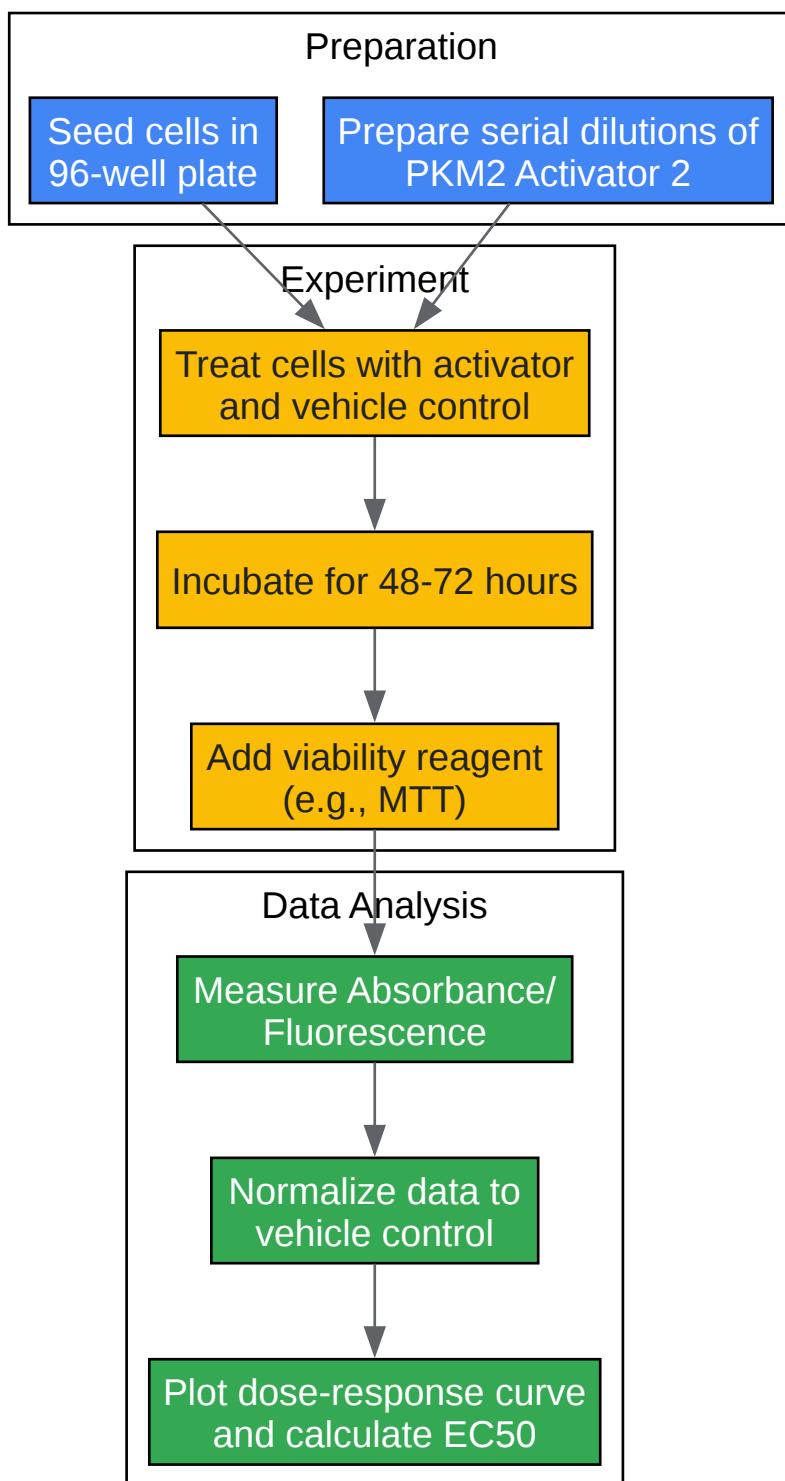 Preparation
Seed cells in
96-well plate
Prepare serial dilutions of
PKM2 Activator 2
Experiment
Treat cells with activator
and vehicle control
Incubate for 48-72 hours
Add viability reagent
(e.g., MTT)
Data Analysis
Measure Absorbance/
Fluorescence
Normalize data to
vehicle control
Plot dose-response curve
and calculate EC50